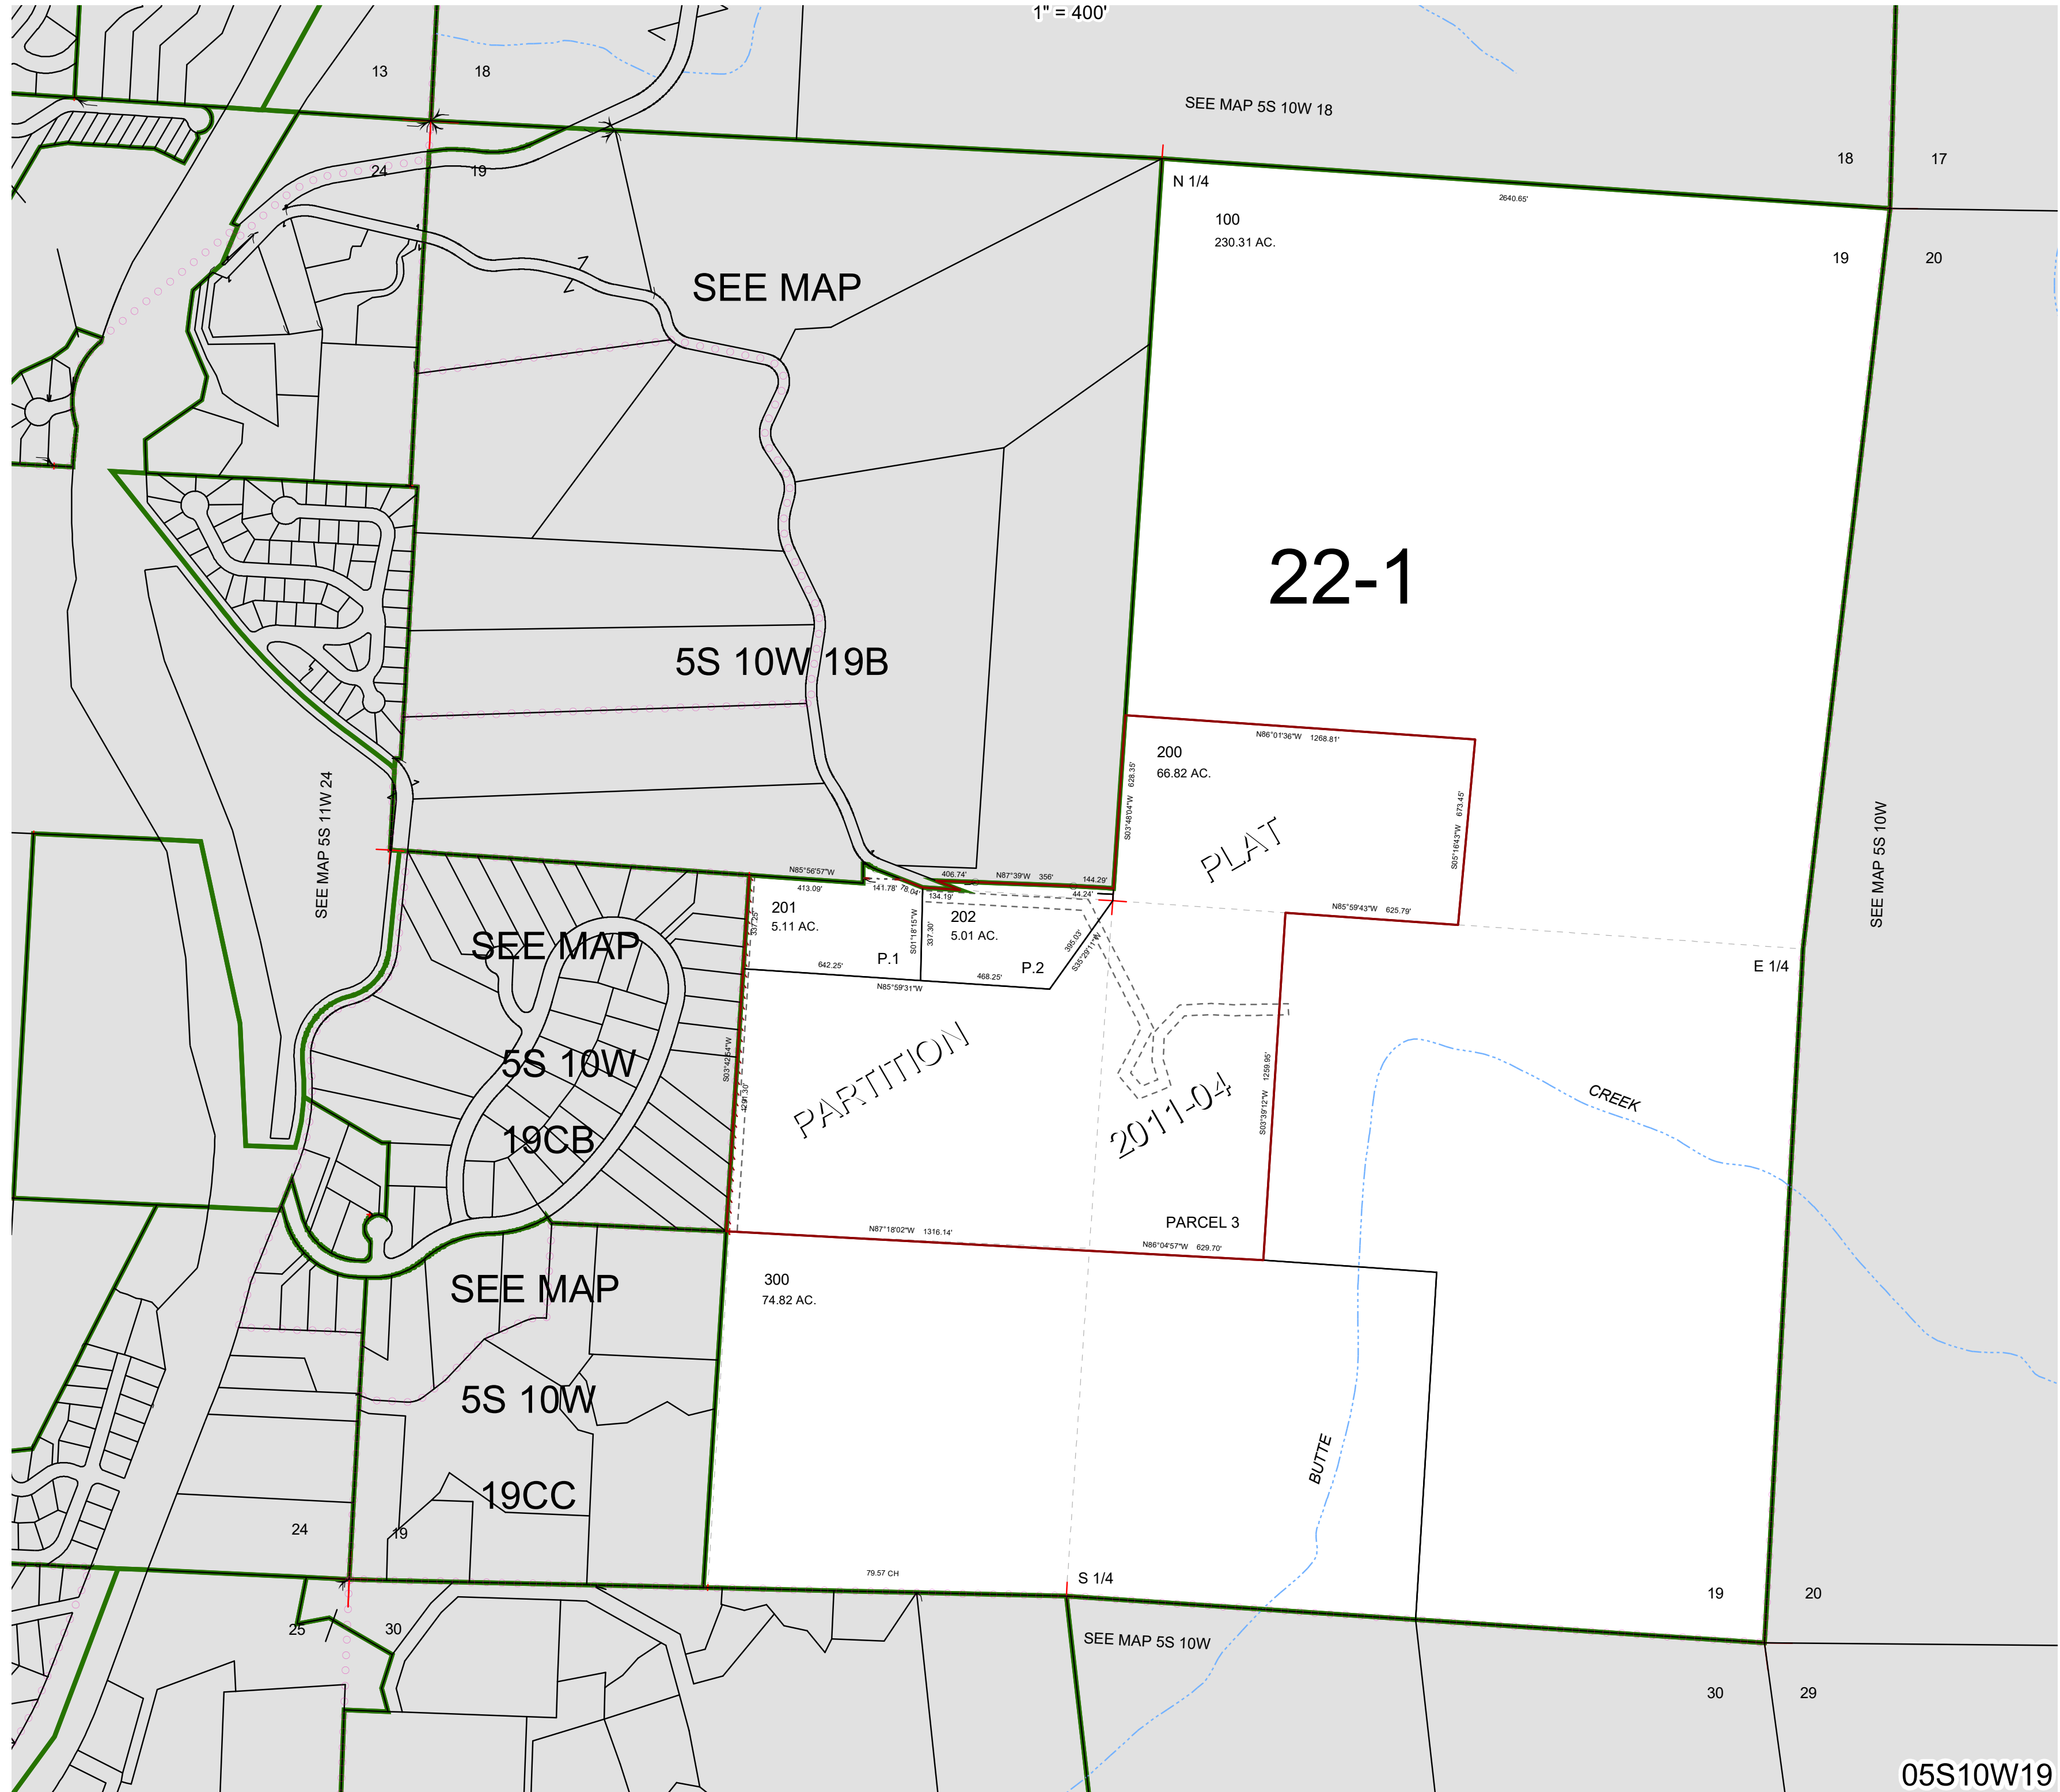 1" = 400'
13
18
SEE MAP 5S 10W 18
18
17
24
19
N 1/4
2640.65'
100
230.31 AC.
19
20
SEE MAP
22-1
5S 10W 19B
N86°01'36"W 1268.81'
200
66.82 AC.
S03°48'04"W 628.35'
S05°16'43"W 673.45'
PLAT
SEE MAP 5S 11W 24
SEE MAP 5S 10W
N85°56'57"W
413.09'
141.78'
78.04'
406.74'
N87°39'W 356'
144.29'
134.19'
44.24'
N85°59'43"W 625.79'
201
5.11 AC.
337.25'
S01°18'15"W
337.30'
202
5.01 AC.
395.03'
S35°29'11"W
P.1
P.2
642.25'
468.25'
N85°59'31"W
E 1/4
SEE MAP
5S 10W
19CB
S03°42'54"W
1291.30'
PARTITION
2011-04
S03°39'12"W 1259.95'
CREEK
PARCEL 3
N87°18'02"W 1316.14'
N86°04'57"W 629.70'
300
74.82 AC.
SEE MAP
5S 10W
19CC
BUTTE
24
19
79.57 CH
S 1/4
19
20
25
30
SEE MAP 5S 10W
30
29
05S10W19